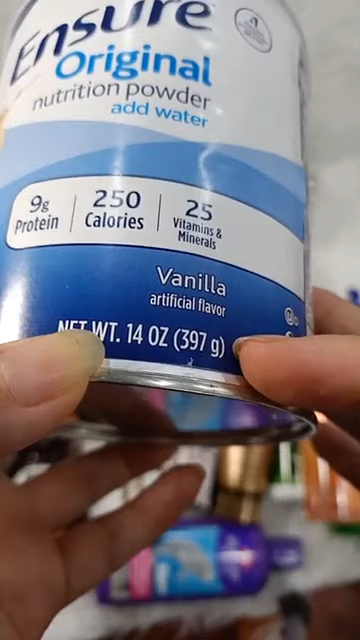 Ensure
Original
nutrition powder
add water
9g
Protein
250
Calories
25
Vitamins &
Minerals
Vanilla
artificial flavor
NET WT. 14 OZ (397 g)